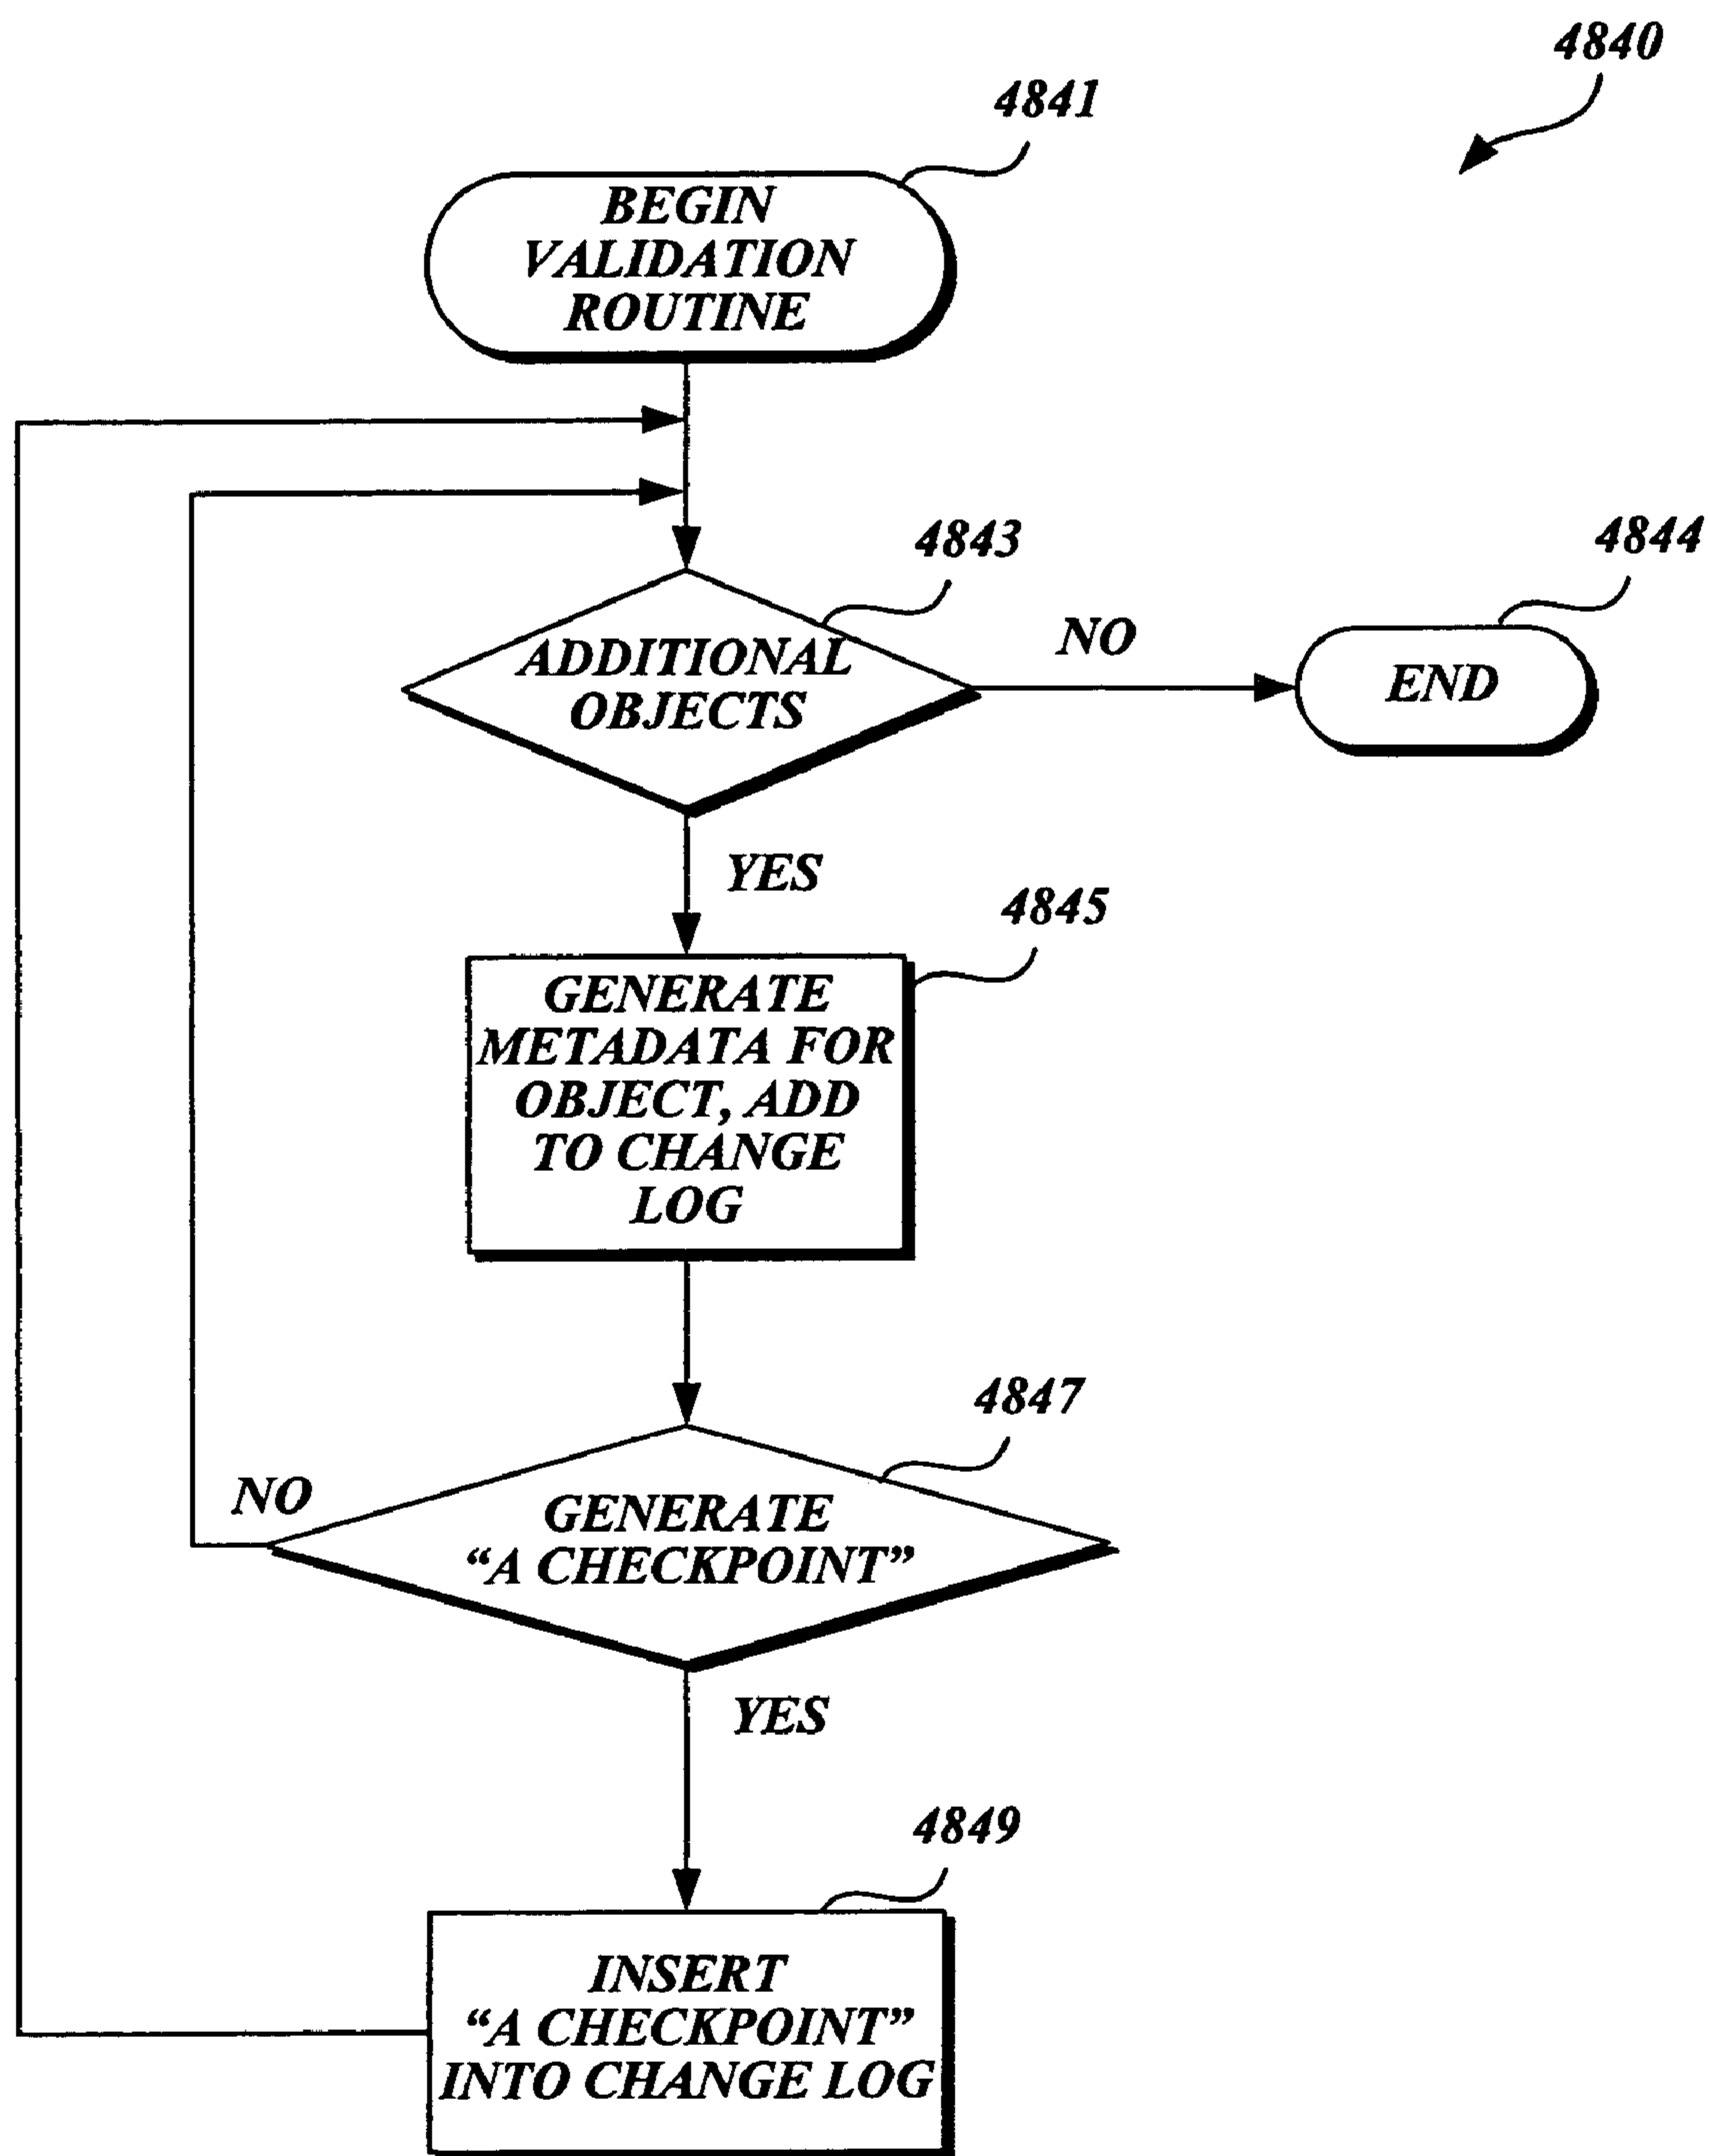 4840
4841
BEGIN
VALIDATION
ROUTINE
4843
4844
ADDITIONAL
OBJECTS
NO
END
YES
4845
GENERATE
METADATA FOR
OBJECT, ADD
TO CHANGE
LOG
4847
NO
GENERATE
“A CHECKPOINT”
YES
4849
INSERT
“A CHECKPOINT”
INTO CHANGE LOG